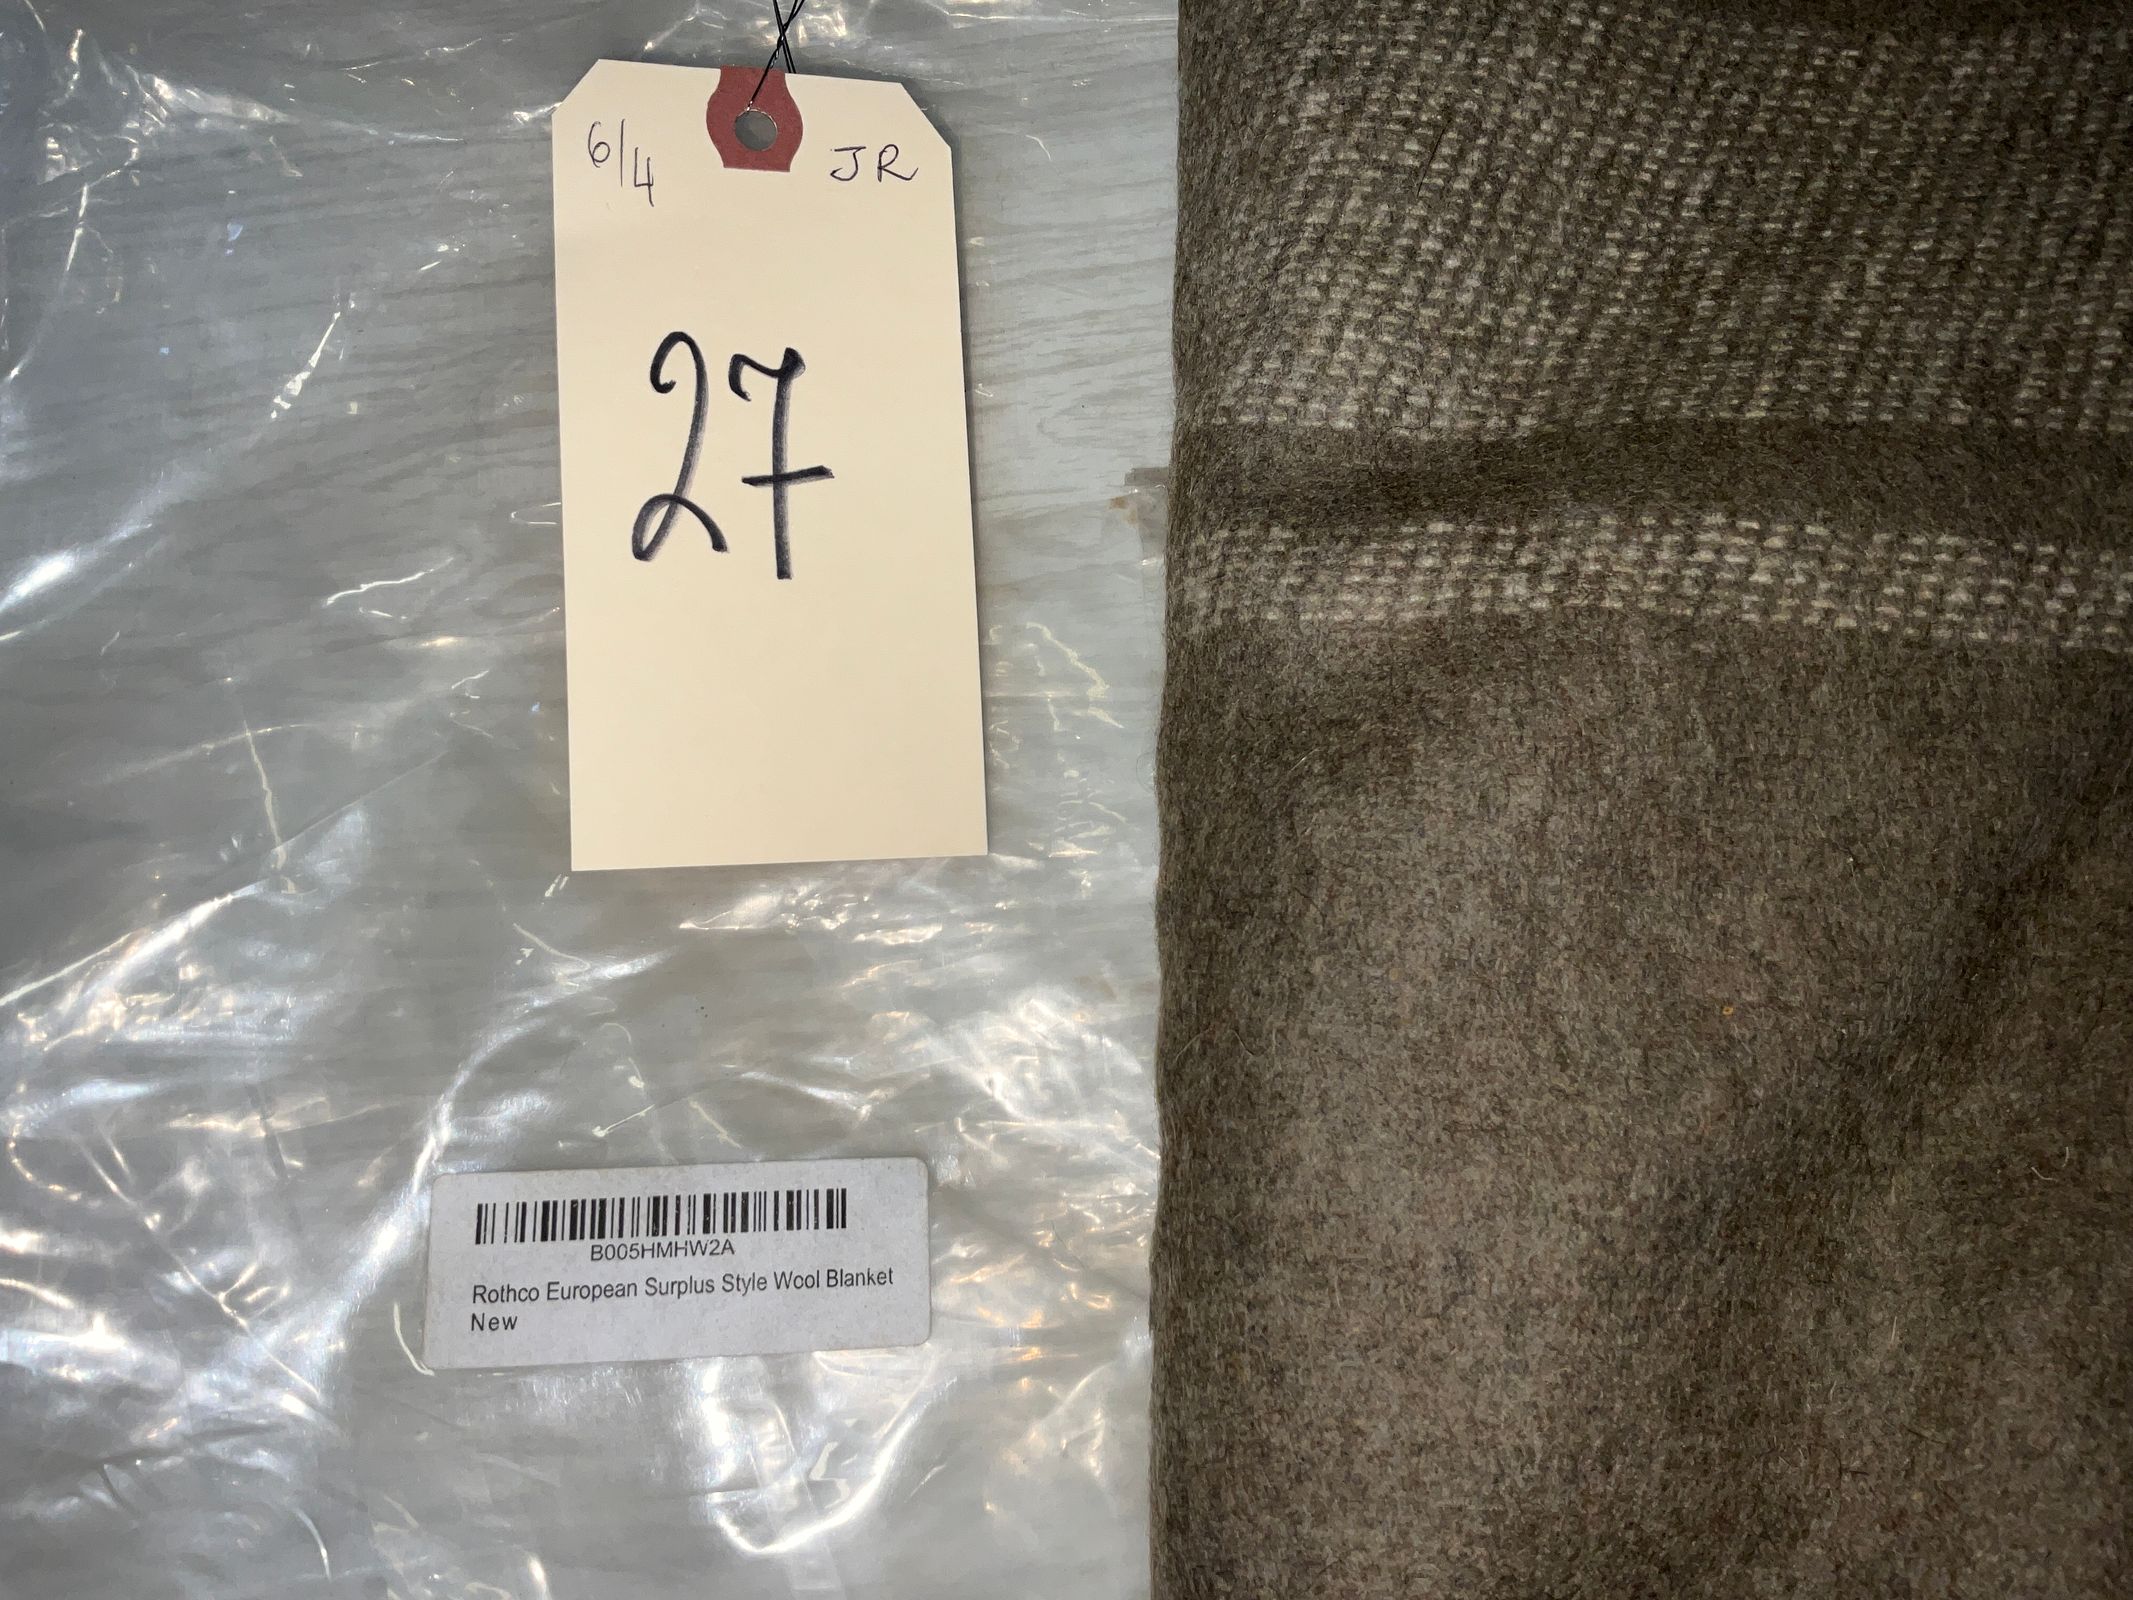 6/4 JR
27
B005HMHW2A
Rothco European Surplus Style Wool Blanket
New